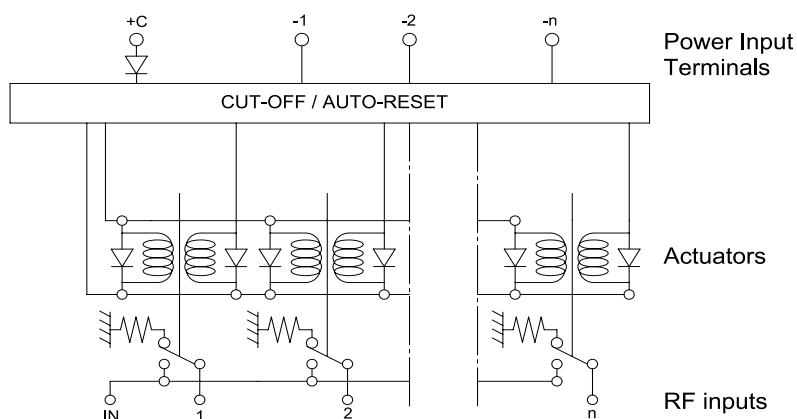 +C -1 -2 -n
Power Input
Terminals
CUT-OFF / AUTO-RESET
Actuators
IN 1 2 n
RF inputs